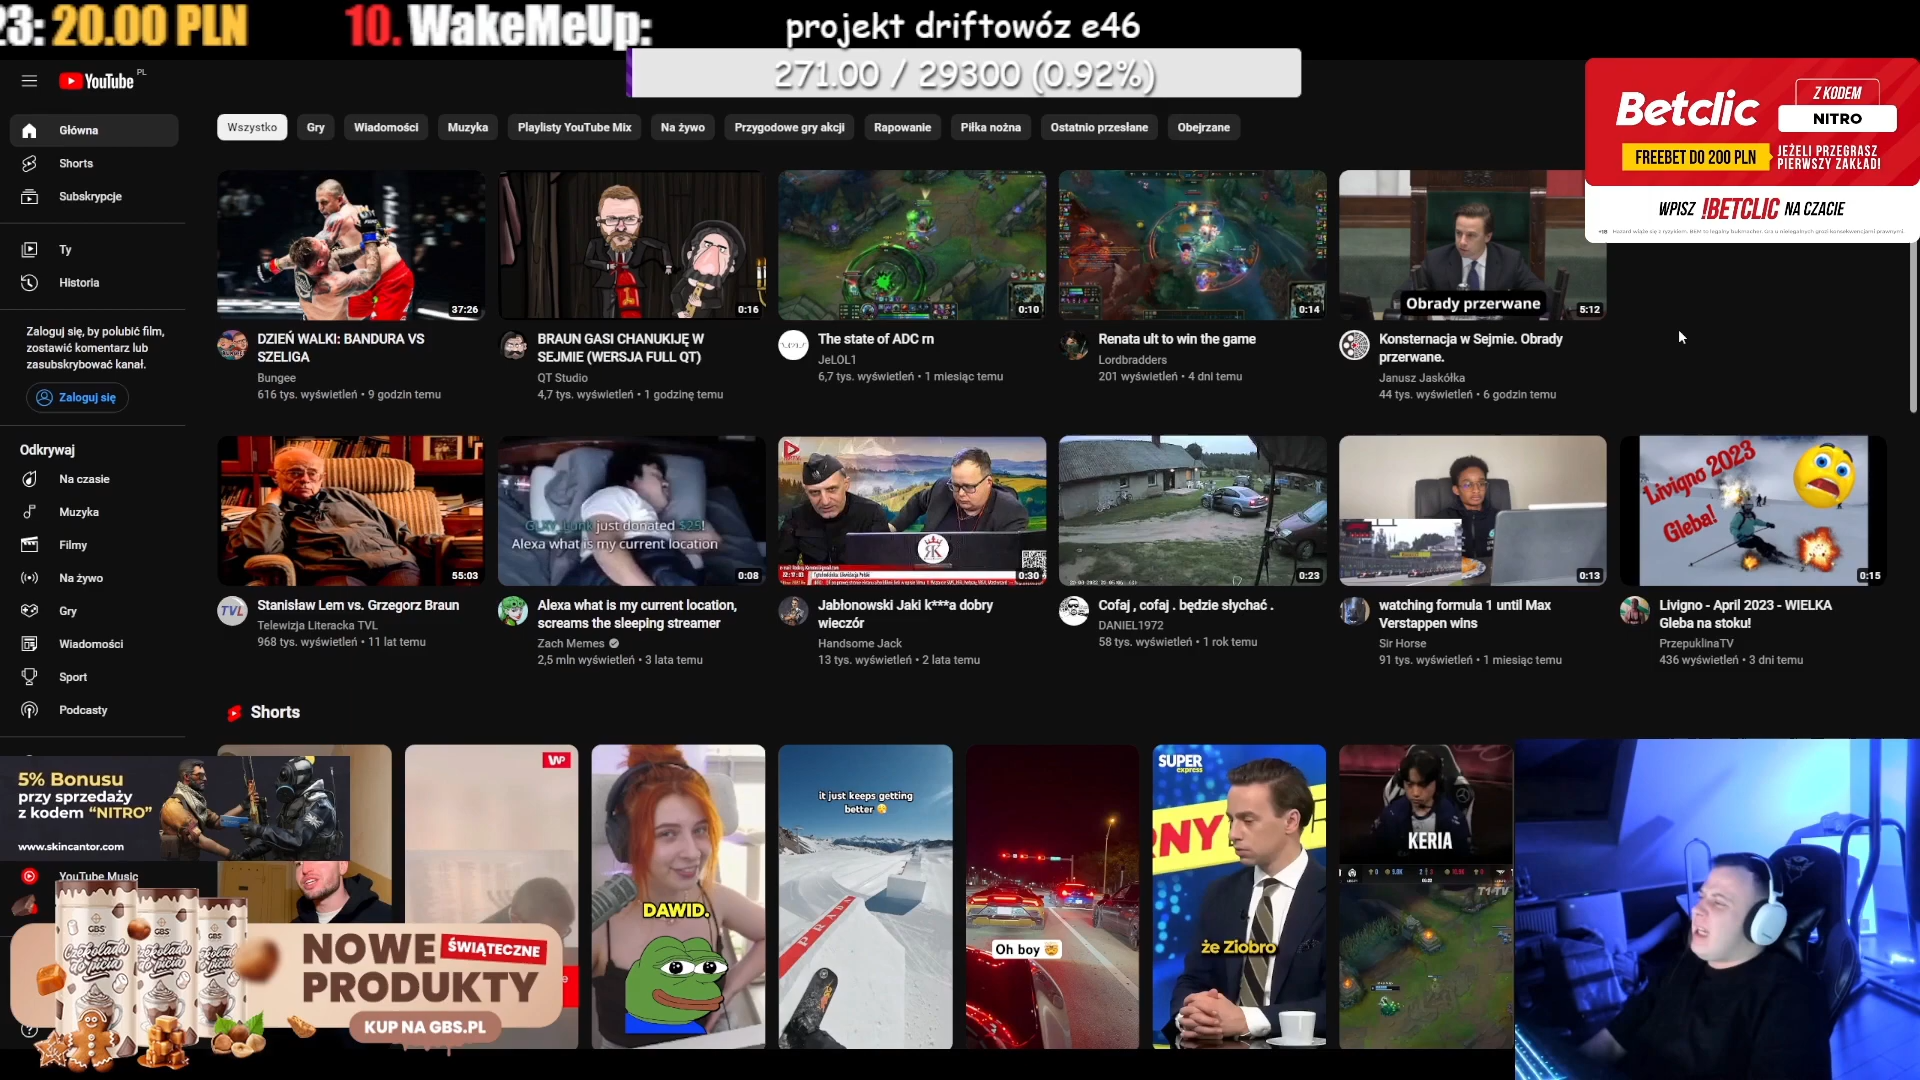 23: 20.00 PLN
10. WakeMeUp:
projekt driftowóz e46
271.00 / 29300 (0.92%)
YouTube PL
Wszystko
Gry
Wiadomości
Muzyka
Playlisty YouTube Mix
Na żywo
Przygodowe gry akcji
Rapowanie
Piłka nożna
Ostatnio przesłane
Obejrzane
Betclic
Z KODEM
NITRO
FREEBET DO 200 PLN
JEŻELI PRZEGRASZ
PIERWSZY ZAKŁAD!
WPISZ !BETCLIC NA CZACIE
Główna
Shorts
Subskrypcje
Ty
Historia
Zaloguj się, by polubić film,
zostawić komentarz lub
zasubskrybować kanał.
Zaloguj się
Odkrywaj
Na czasie
Muzyka
Filmy
Na żywo
Gry
Wiadomości
Sport
Podcasty
YouTube Music
37:26
DZIEŃ WALKI: BANDURA VS
SZELIGA
Bungee
616 tys. wyświetleń • 9 godzin temu
0:16
BRAUN GASI CHANUKIJĘ W
SEJMIE (WERSJA FULL QT)
QT Studio
4,7 tys. wyświetleń • 1 godzinę temu
0:10
The state of ADC rn
JeLOL1
6,7 tys. wyświetleń • 1 miesiąc temu
0:14
Renata ult to win the game
Lordbradders
201 wyświetleń • 4 dni temu
Obrady przerwane
5:12
Konsternacja w Sejmie. Obrady
przerwane.
Janusz Jaskółka
44 tys. wyświetleń • 6 godzin temu
55:03
TVL
Stanisław Lem vs. Grzegorz Braun
Telewizja Literacka TVL
968 tys. wyświetleń • 11 lat temu
GLXY_Lunk just donated $25!
Alexa what is my current location
0:08
Alexa what is my current location,
screams the sleeping streamer
Zach Memes
2,5 mln wyświetleń • 3 lata temu
0:30
Jabłonowski Jaki k***a dobry
wieczór
Handsome Jack
13 tys. wyświetleń • 2 lata temu
0:23
Cofaj , cofaj . będzie słychać .
DANIEL1972
58 tys. wyświetleń • 1 rok temu
0:13
watching formula 1 until Max
Verstappen wins
Sir Horse
91 tys. wyświetleń • 1 miesiąc temu
Livigno 2023
Gleba!
0:15
Livigno - April 2023 - WIELKA
Gleba na stoku!
PrzepuklinaTV
436 wyświetleń • 3 dni temu
Shorts
WP
DAWID.
it just keeps getting
better
PRADA
Oh boy
SUPER
express
że Ziobro
KERIA
T1 TV
5% Bonusu
przy sprzedaży
z kodem "NITRO"
www.skincantor.com
GBS
NOWE
ŚWIĄTECZNE
PRODUKTY
KUP NA GBS.PL